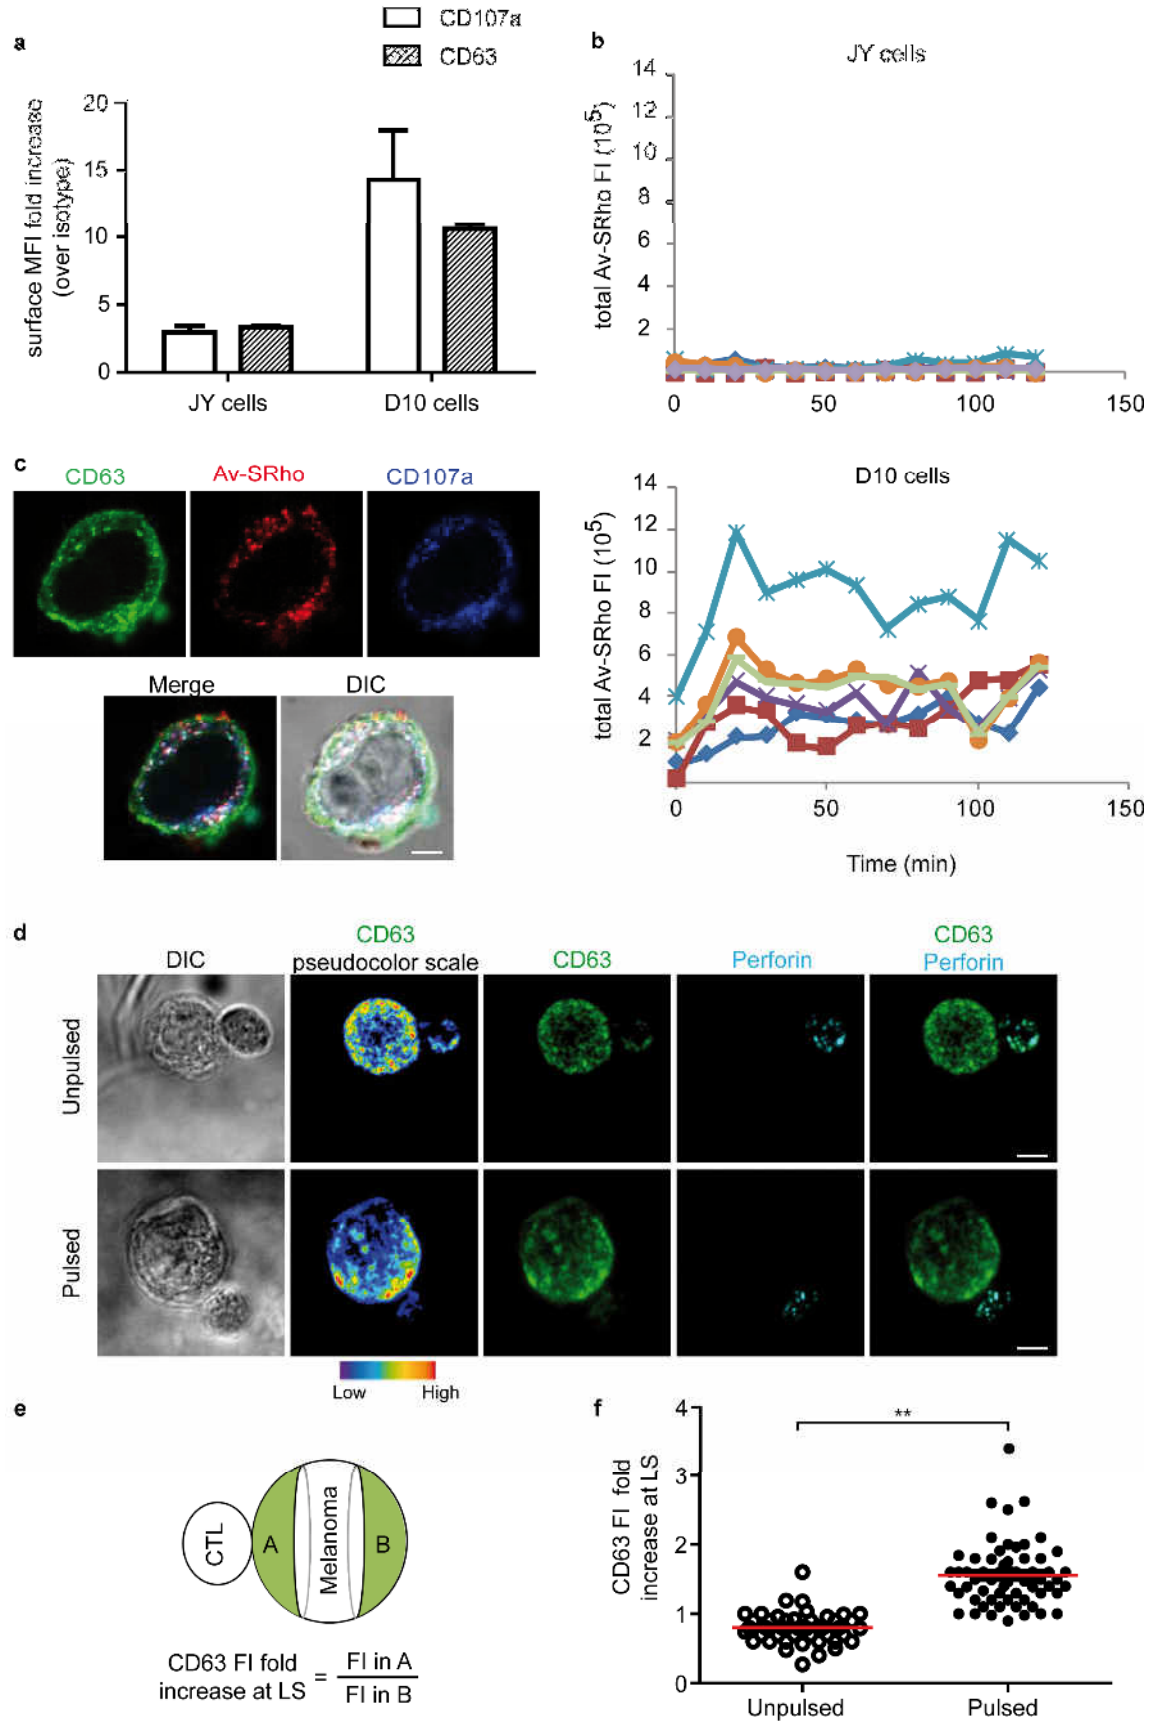 a
CD107a
CD63
surface MFI fold increase
(over isotype)
20
15
10
5
0
JY cells
D10 cells
b
JY cells
total Av-SRho FI (10⁵)
14
12
10
8
6
4
2
0
50
100
150
D10 cells
total Av-SRho FI (10⁵)
14
12
10
8
6
4
2
0
50
100
150
Time (min)
c
CD63
Av-SRho
CD107a
Merge
DIC
d
DIC
CD63
pseudocolor scale
CD63
Perforin
CD63
Perforin
Unpulsed
Pulsed
Low
High
e
CTL
A
Melanoma
B
CD63 FI fold
increase at LS
=
FI in A
FI in B
f
CD63 FI fold
increase at LS
4
3
2
1
0
**
Unpulsed
Pulsed